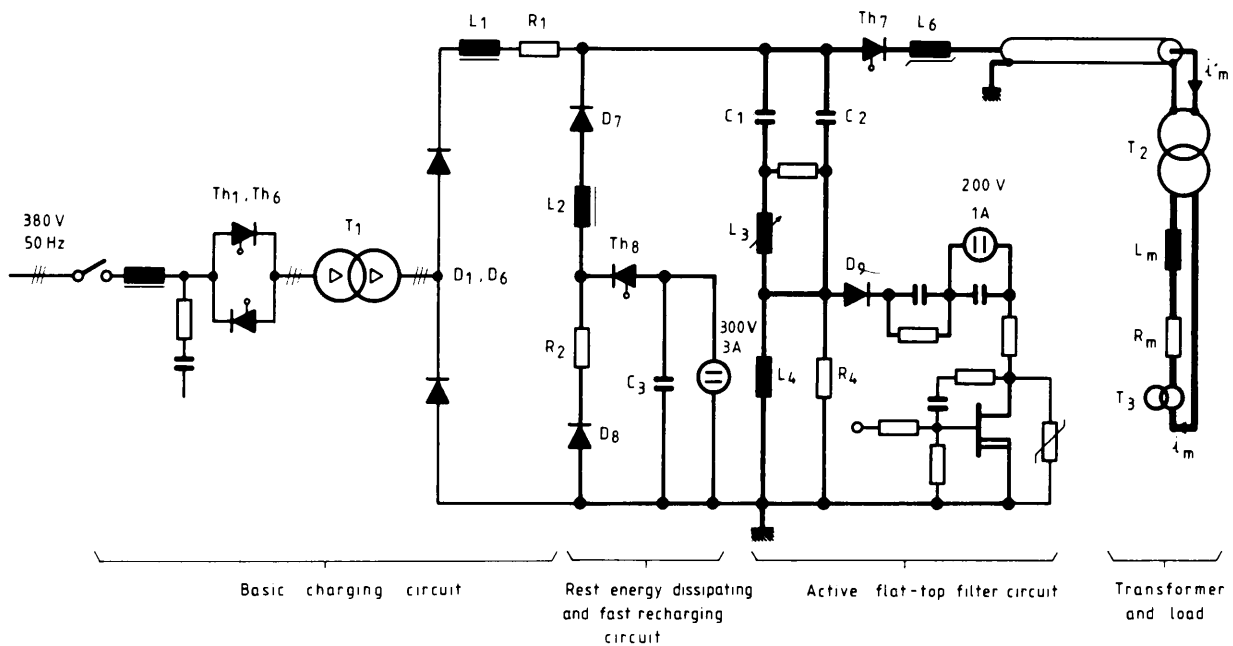 L1 R1 Th7 L6
i'm
D7 C1 C2
T2
Th1, Th6 L2 200 V
1A
380 V
50 Hz
T1 L3
Th8 Lm
D1, D6 D9
R2 300V
3A
Rm
C3 L4 R4
T3
D8 im
Basic charging circuit
Rest energy dissipating
and fast recharging
circuit
Active flat-top filter circuit
Transformer
and load